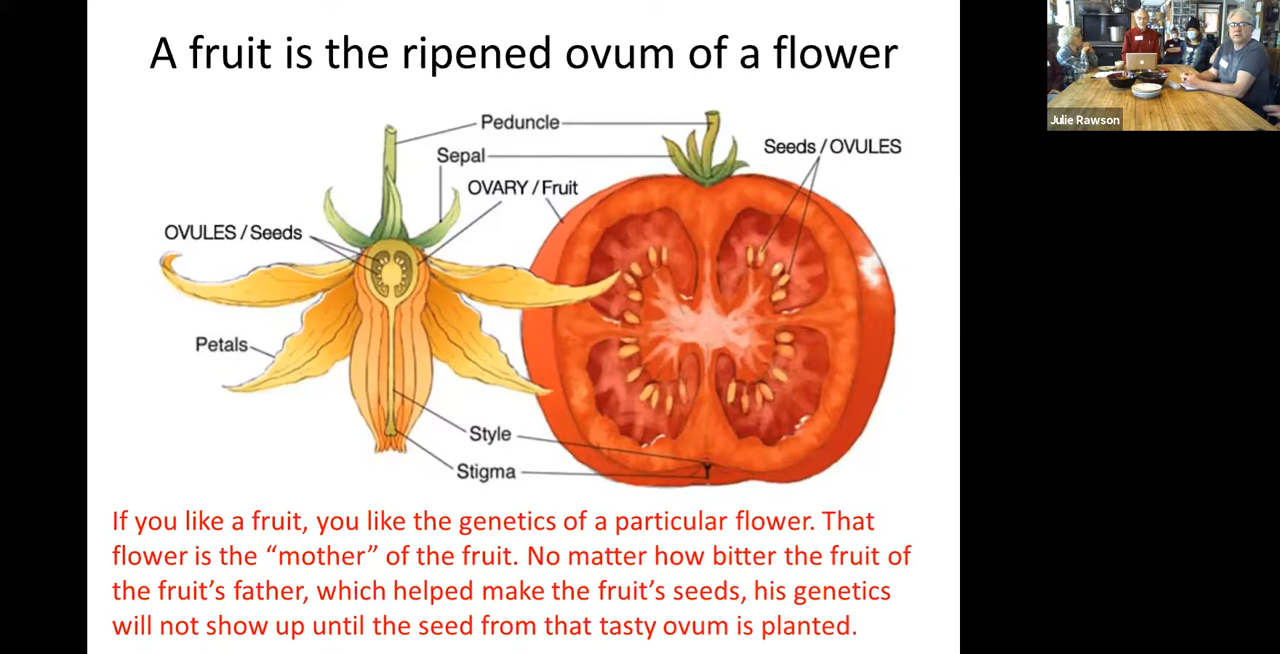 A fruit is the ripened ovum of a flower
Peduncle
Sepal
Seeds / OVULES
OVARY / Fruit
OVULES / Seeds
Petals
Style
Stigma
If you like a fruit, you like the genetics of a particular flower. That
flower is the “mother” of the fruit. No matter how bitter the fruit of
the fruit’s father, which helped make the fruit’s seeds, his genetics
will not show up until the seed from that tasty ovum is planted.
Julie Rawson